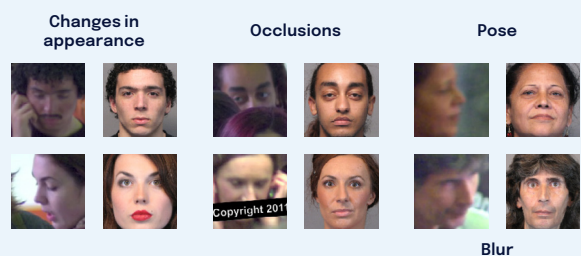 Changes in
appearance
Occlusions
Pose
Copyright 2011
Blur